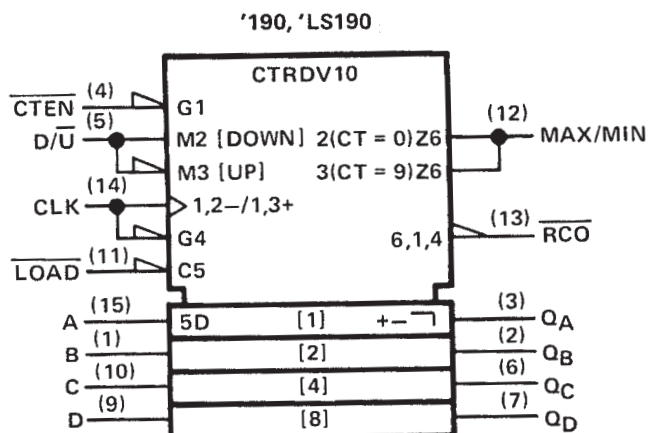 '190, 'LS190
CTRDIV10
CTEN (4) G1
D/U (5) M2 [DOWN] 2(CT = 0)Z6 (12) MAX/MIN
M3 [UP] 3(CT = 9)Z6
CLK (14) 1,2−/1,3+
G4 6,1,4 (13) RCO
LOAD (11) C5
A (15) 5D [1] +− ¬ (3) QA
B (1) [2] (2) QB
C (10) [4] (6) QC
D (9) [8] (7) QD